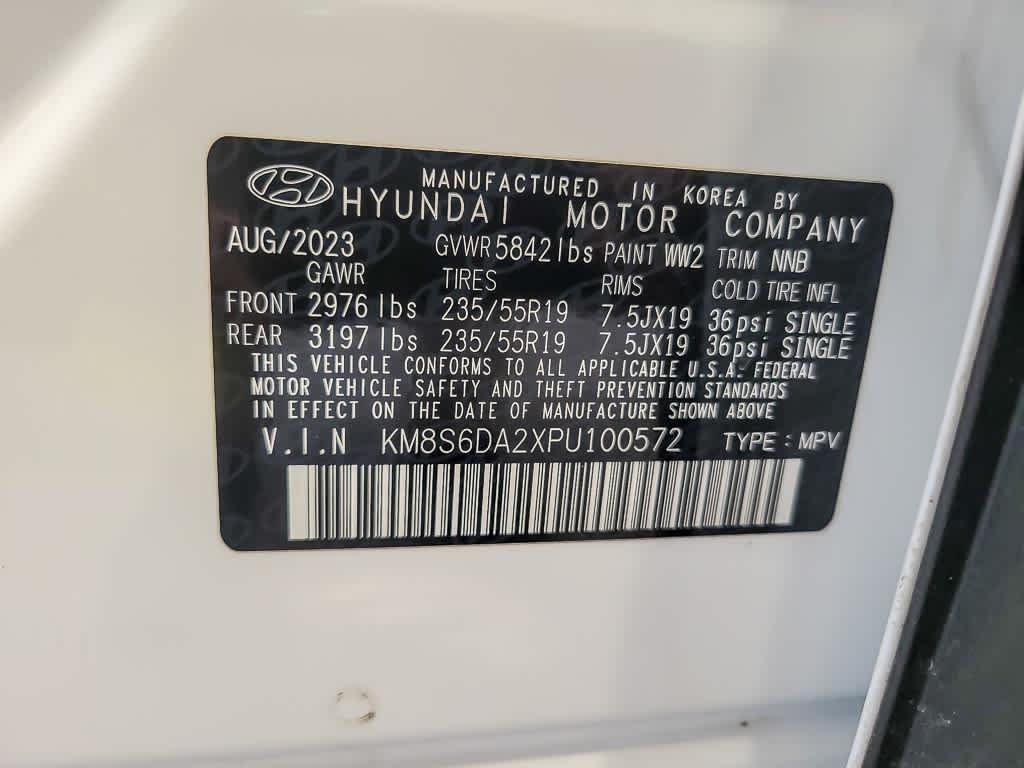 MANUFACTURED IN KOREA BY
HYUNDAI MOTOR COMPANY
AUG/2023 GVWR 5842lbs PAINT WW2 TRIM NNB
GAWR TIRES RIMS COLD TIRE INFL
FRONT 2976 lbs 235/55R19 7.5JX19 36psi SINGLE
REAR 3197 lbs 235/55R19 7.5JX19 36psi SINGLE
THIS VEHICLE CONFORMS TO ALL APPLICABLE U.S.A. FEDERAL
MOTOR VEHICLE SAFETY AND THEFT PREVENTION STANDARDS
IN EFFECT ON THE DATE OF MANUFACTURE SHOWN ABOVE
V.I.N KM8S6DA2XPU100572 TYPE : MPV